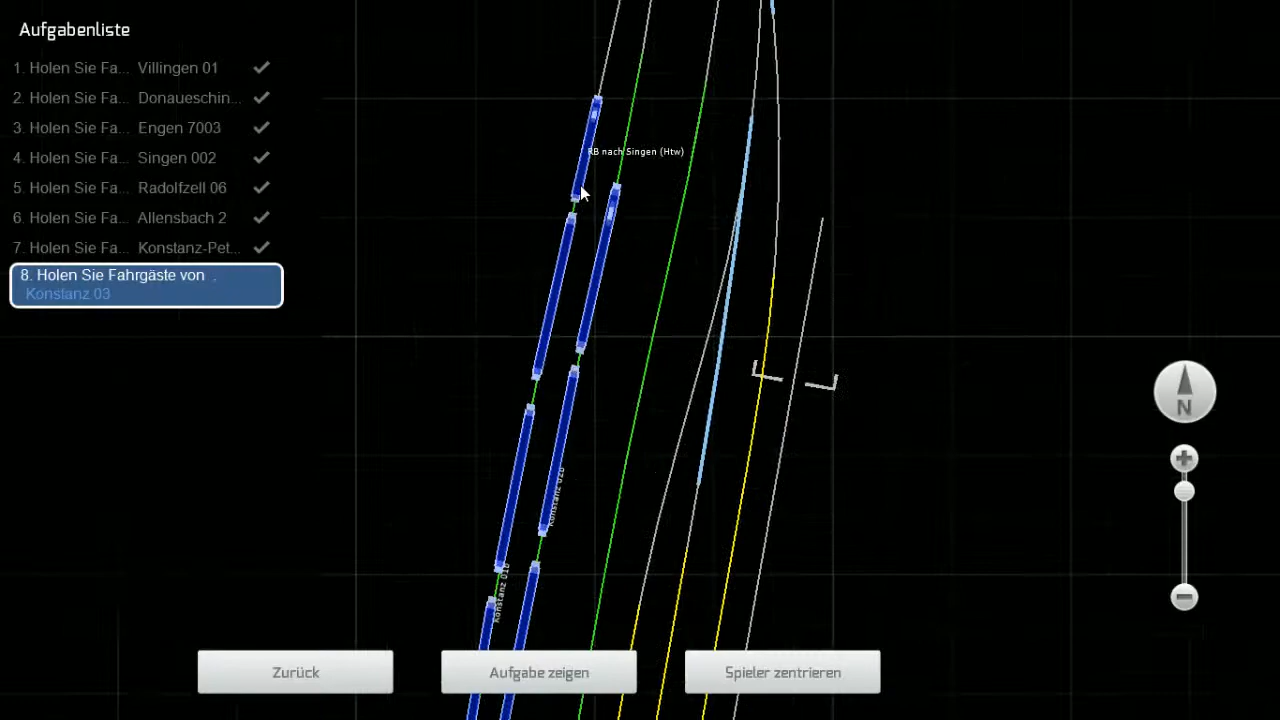 Aufgabenliste
1. Holen Sie Fa... Villingen 01
2. Holen Sie Fa... Donaueschin...
3. Holen Sie Fa... Engen 7003
4. Holen Sie Fa... Singen 002
5. Holen Sie Fa... Radolfzell 06
6. Holen Sie Fa... Allensbach 2
7. Holen Sie Fa... Konstanz-Pet...
8. Holen Sie Fahrgäste von .
Konstanz 03
RB nach Singen (Htw)
Konstanz 02b
Konstanz 01b
N
Zurück
Aufgabe zeigen
Spieler zentrieren